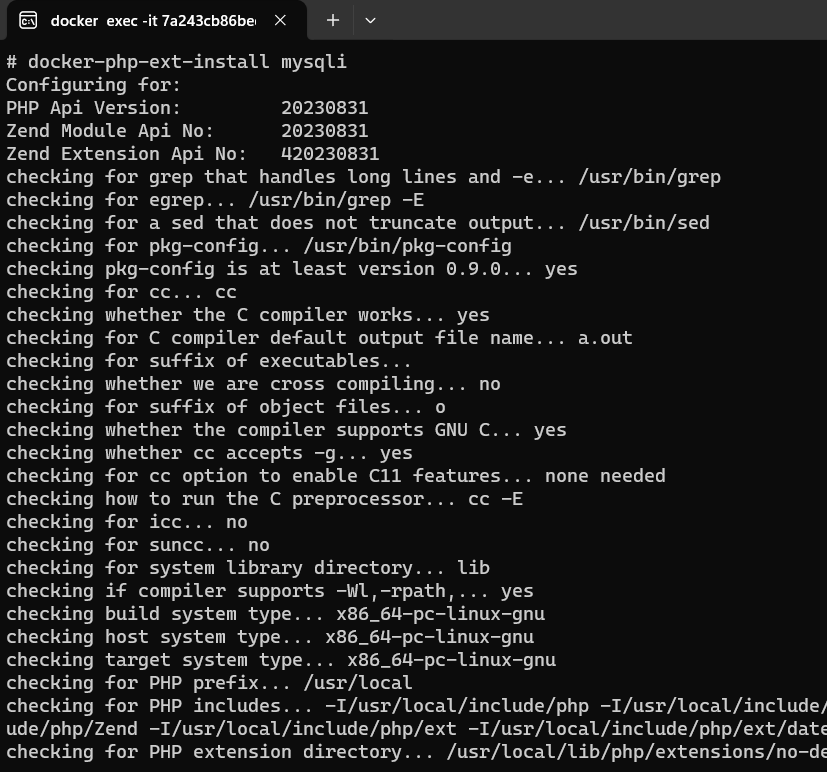 docker exec -it 7a243cb86be
# docker-php-ext-install mysqli
Configuring for:
PHP Api Version: 20230831
Zend Module Api No: 20230831
Zend Extension Api No: 420230831
checking for grep that handles long lines and -e... /usr/bin/grep
checking for egrep... /usr/bin/grep -E
checking for a sed that does not truncate output... /usr/bin/sed
checking for pkg-config... /usr/bin/pkg-config
checking pkg-config is at least version 0.9.0... yes
checking for cc... cc
checking whether the C compiler works... yes
checking for C compiler default output file name... a.out
checking for suffix of executables...
checking whether we are cross compiling... no
checking for suffix of object files... o
checking whether the compiler supports GNU C... yes
checking whether cc accepts -g... yes
checking for cc option to enable C11 features... none needed
checking how to run the C preprocessor... cc -E
checking for icc... no
checking for suncc... no
checking for system library directory... lib
checking if compiler supports -Wl,-rpath,... yes
checking build system type... x86_64-pc-linux-gnu
checking host system type... x86_64-pc-linux-gnu
checking target system type... x86_64-pc-linux-gnu
checking for PHP prefix... /usr/local
checking for PHP includes... -I/usr/local/include/php -I/usr/local/include/
ude/php/Zend -I/usr/local/include/php/ext -I/usr/local/include/php/ext/date
checking for PHP extension directory... /usr/local/lib/php/extensions/no-de